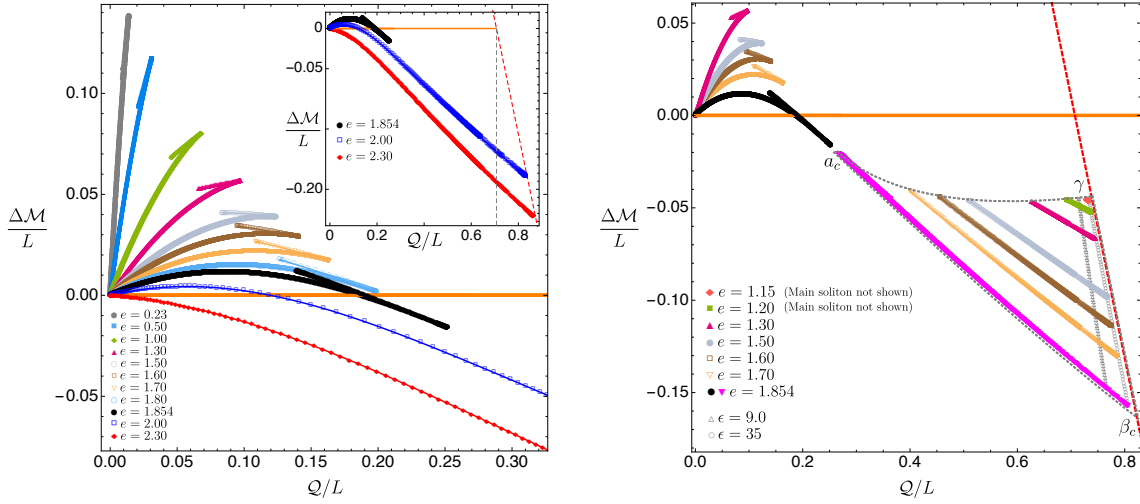 0.10
0.05
0.00
−0.05
ΔM/L
0.00
0.05
0.10
0.15
0.20
0.25
0.30
Q/L
e = 0.23
e = 0.50
e = 1.00
e = 1.30
e = 1.50
e = 1.60
e = 1.70
e = 1.80
e = 1.854
e = 2.00
e = 2.30
0
−0.05
ΔM/L
−0.20
e = 1.854
e = 2.00
e = 2.30
0
0.2
0.4
0.6
0.8
Q/L
0.05
0.00
−0.05
−0.10
−0.15
ΔM/L
a_c
γ
β_c
e = 1.15 (Main soliton not shown)
e = 1.20 (Main soliton not shown)
e = 1.30
e = 1.50
e = 1.60
e = 1.70
e = 1.854
ϵ = 9.0
ϵ = 35
0.0
0.2
0.4
0.6
0.8
Q/L